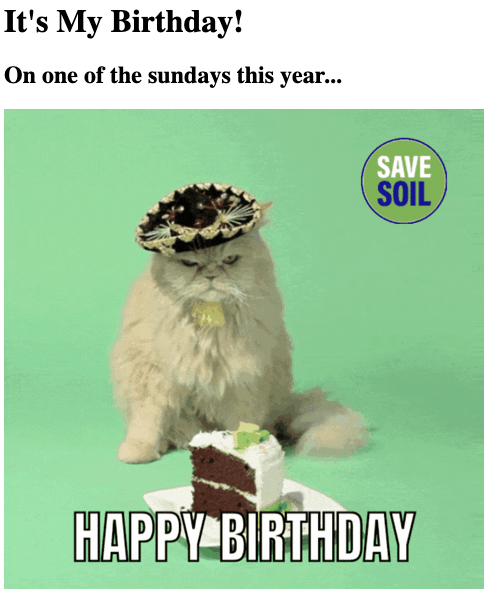 It's My Birthday!
On one of the sundays this year...
SAVE
SOIL
HAPPY BIRTHDAY